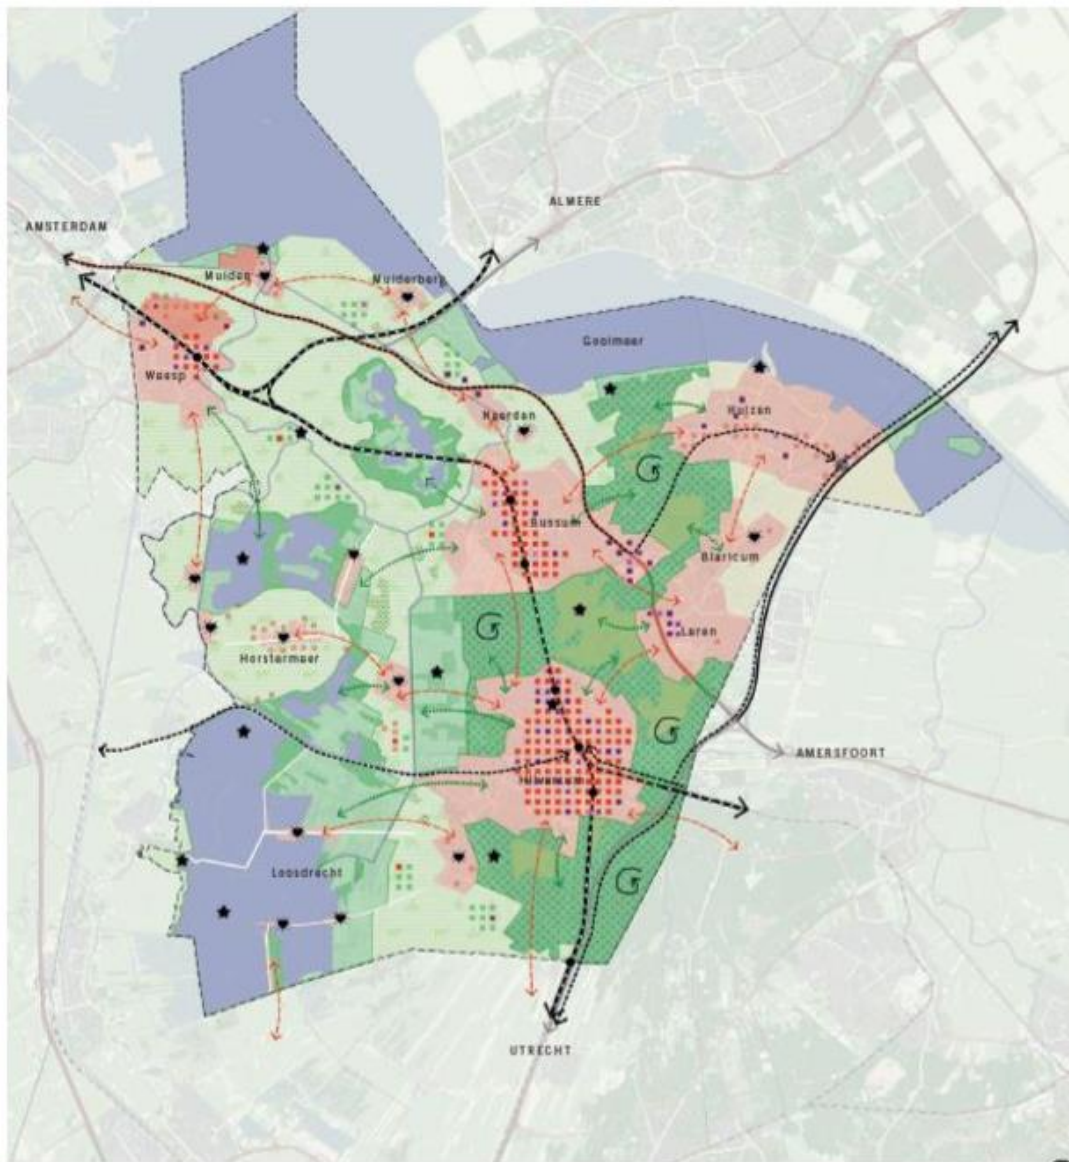 ALMERE
AMSTERDAM
Muiden
Muiderberg
Gooimeer
Weesp
Huizen
Naarden
Bussum
Blaricum
Laren
Horstermeer
AMERSFOORT
Loosdrecht
UTRECHT